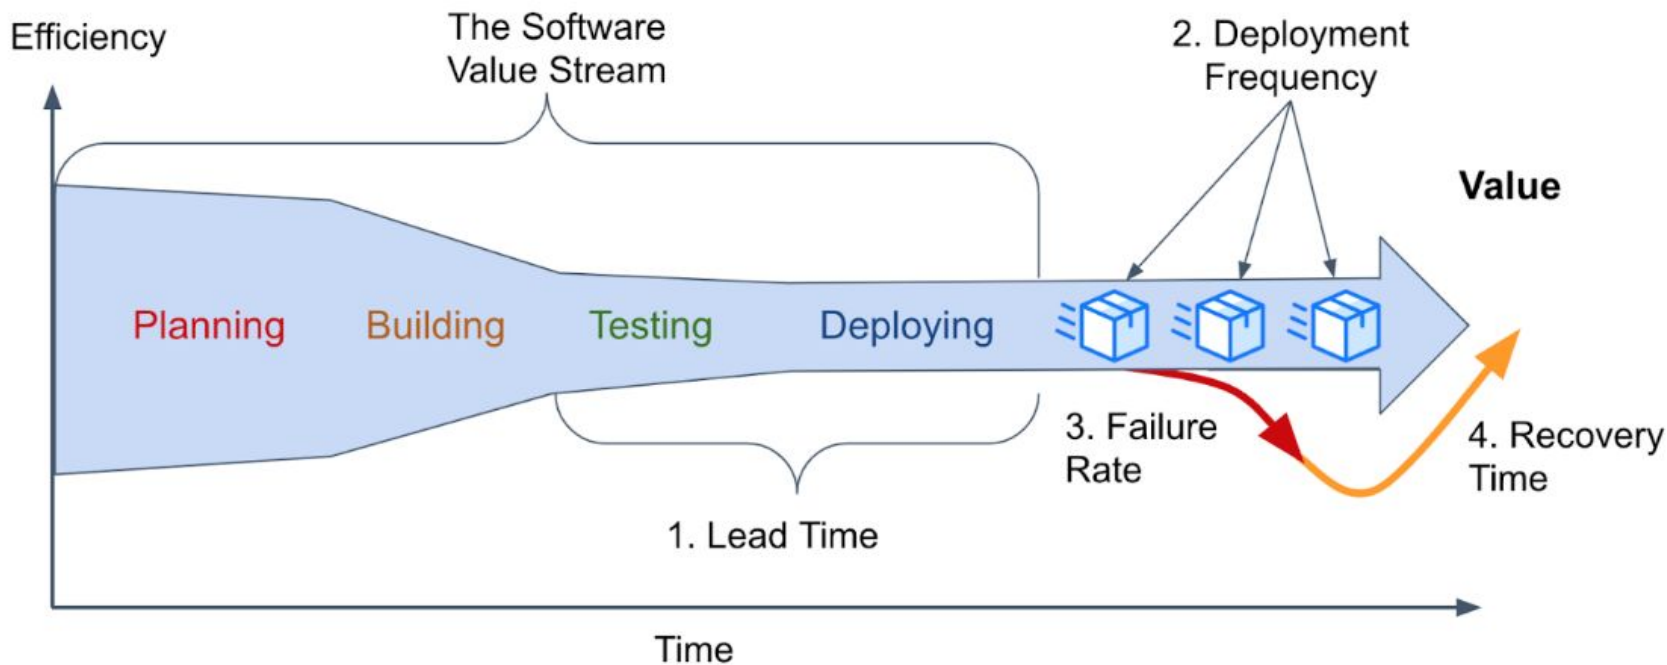 Efficiency
The Software
Value Stream
2. Deployment
Frequency
Value
Planning
Building
Testing
Deploying
3. Failure
Rate
4. Recovery
Time
1. Lead Time
Time